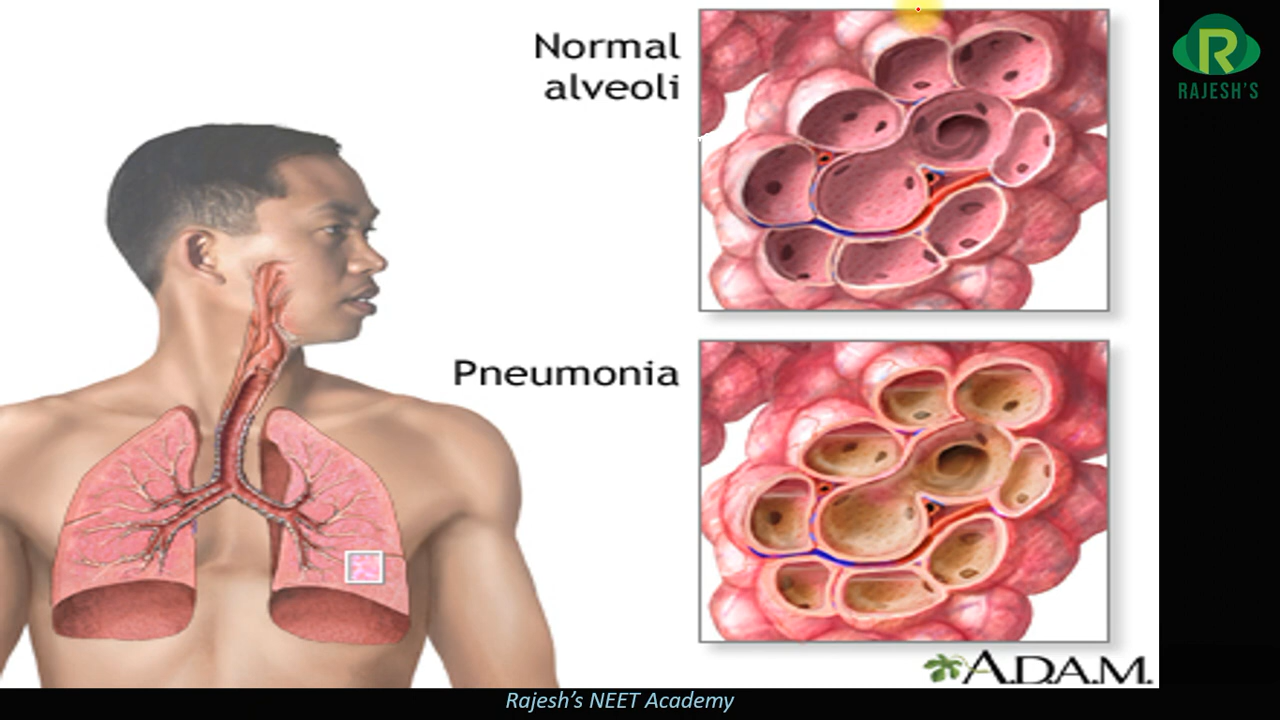 Normal
alveoli
Pneumonia
R
RAJESH'S
A.D.A.M.
Rajesh's NEET Academy